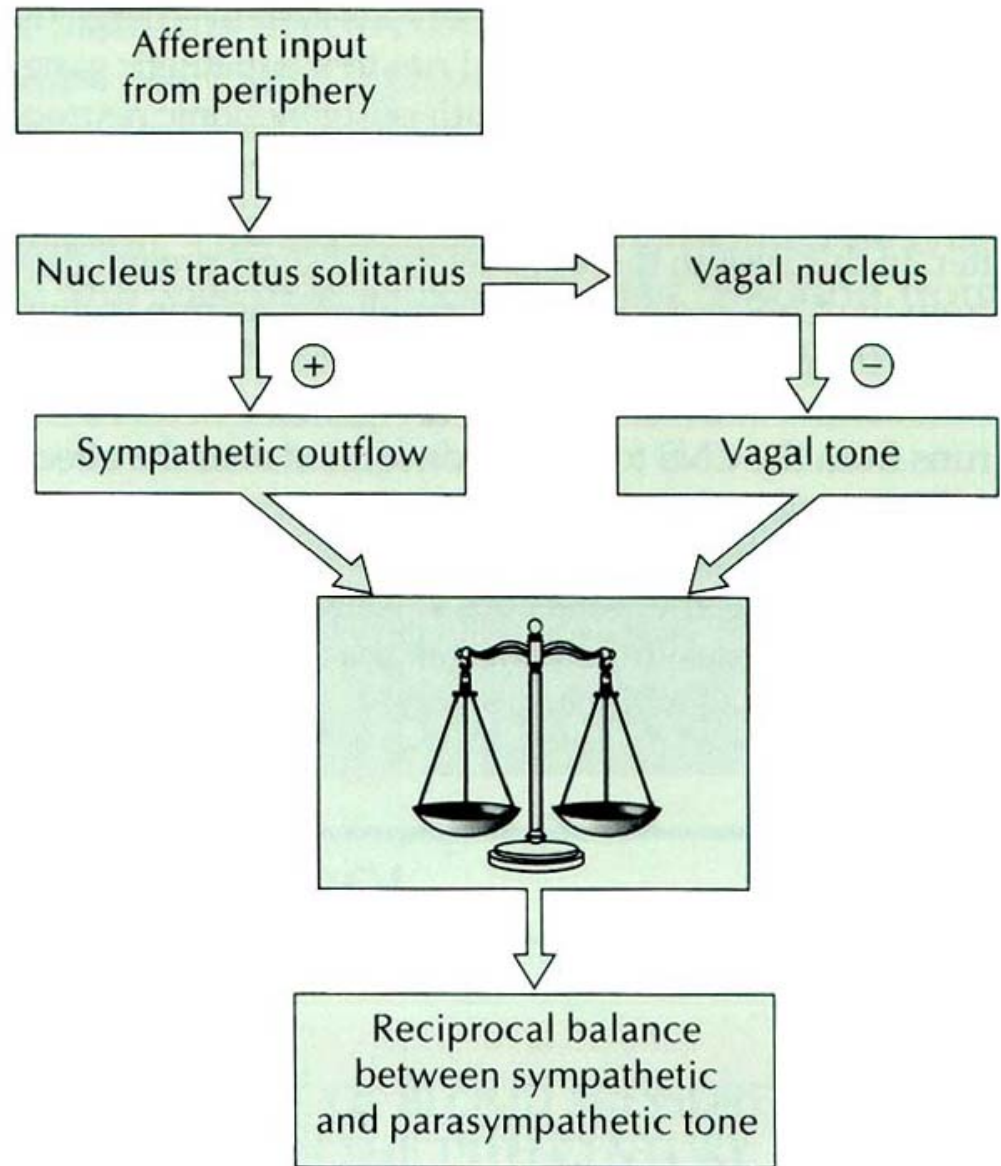 Afferent input
from periphery
Nucleus tractus solitarius
Vagal nucleus
+
−
Sympathetic outflow
Vagal tone
runs
Reciprocal balance
between sympathetic
and parasympathetic tone